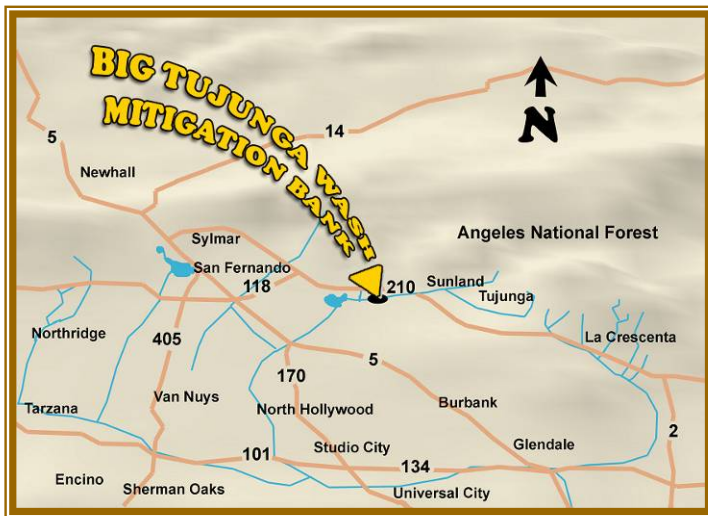 BIG TUJUNGA WASH
MITIGATION BANK
N
5
14
Newhall
Sylmar
Angeles National Forest
San Fernando
118
210
Sunland
Tujunga
Northridge
405
La Crescenta
5
170
Van Nuys
Tarzana
North Hollywood
Burbank
2
Studio City
Glendale
101
134
Encino
Sherman Oaks
Universal City